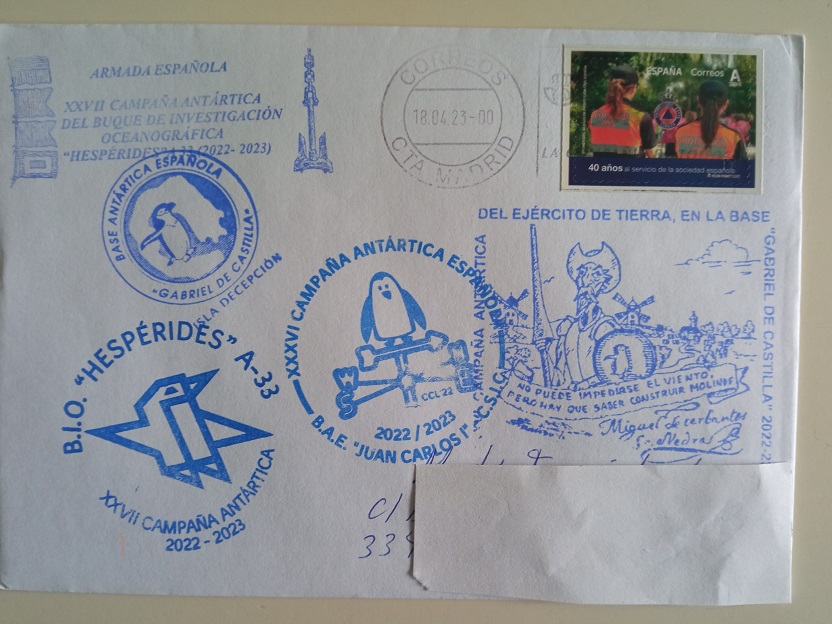 ARMADA ESPAÑOLA
XXVII CAMPAÑA ANTÁRTICA
DEL BUQUE DE INVESTIGACIÓN
OCEANOGRÁFICA
"HESPÉRIDES" A 33 (2022- 2023)
CORREOS
18.04.23-00
CTA MADRID
ESPAÑA Correos A
40 años al servicio de la sociedad española
BASE ANTÁRTICA ESPAÑOLA
"GABRIEL DE CASTILLA"
ISLA DECEPCIÓN
DEL EJÉRCITO DE TIERRA, EN LA BASE
"GABRIEL DE CASTILLA" 2022-2
CAMPAÑA ANTÁRTICA
NO PUEDE IMPEDIRSE EL VIENTO,
PERO HAY QUE SABER CONSTRUIR MOLINOS
Miguel de cerbantes
XXXVI CAMPAÑA ANTÁRTICA ESPAÑOLA
CCL'22
2022 / 2023
B.A.E. "JUAN CARLOS I" C.S.I.C.
B.I.O. "HESPÉRIDES" A-33
XXVII CAMPAÑA ANTÁRTICA
2022 - 2023
C/
33